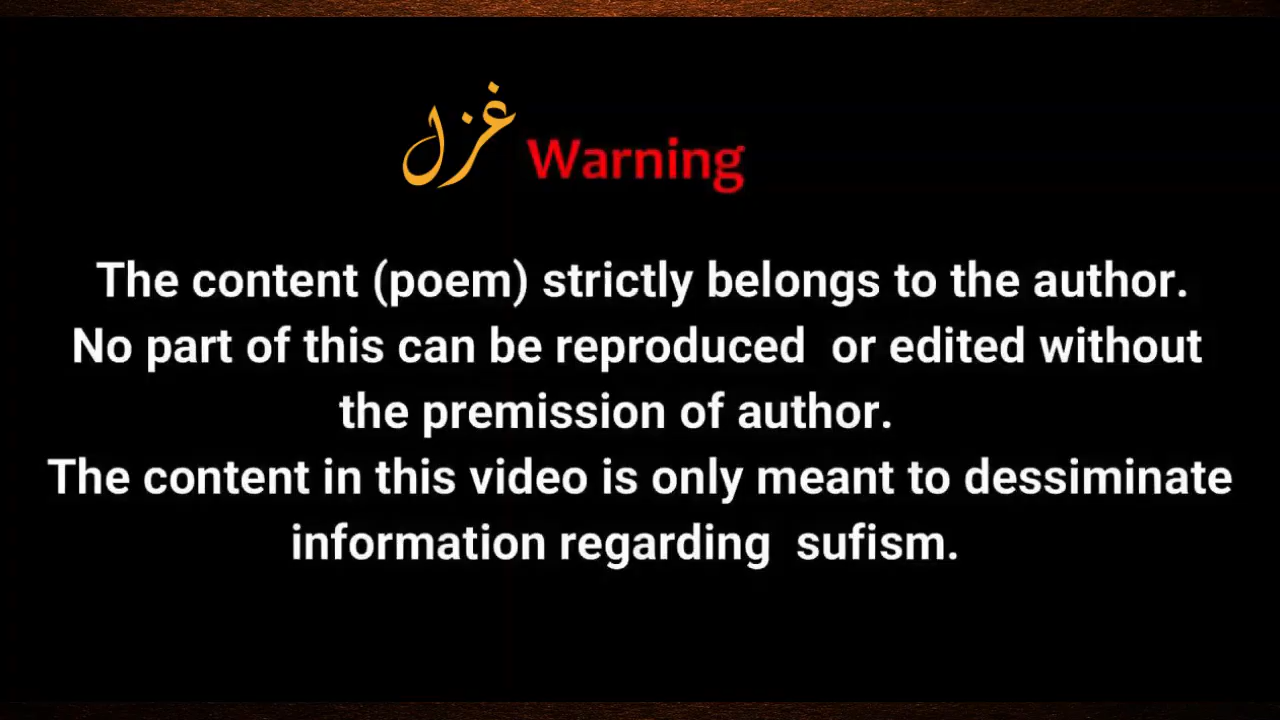 غزل Warning
The content (poem) strictly belongs to the author.
No part of this can be reproduced or edited without
the premission of author.
The content in this video is only meant to dessiminate
information regarding sufism.